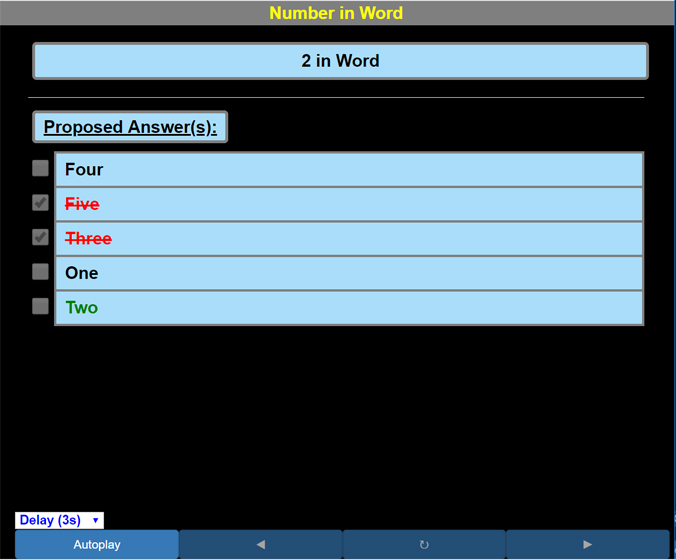 Number in Word
2 in Word
Proposed Answer(s):
Four
Five
Three
One
Two
Delay (3s)
Autoplay